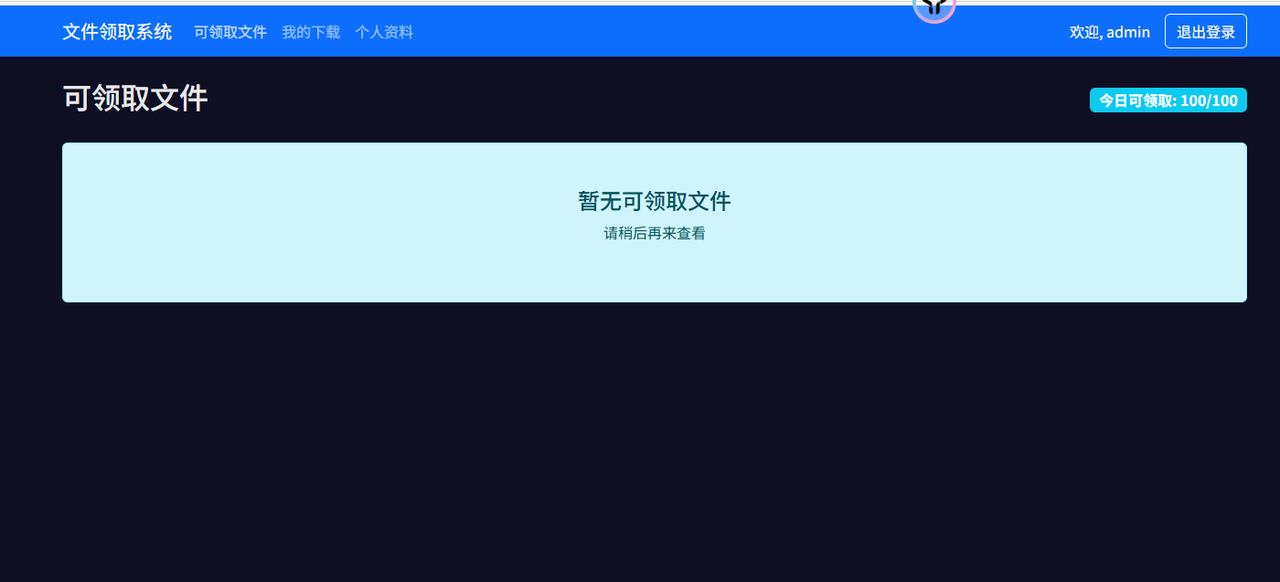 文件领取系统 可领取文件 我的下载 个人资料 欢迎, admin 退出登录
可领取文件 今日可领取: 100/100
暂无可领取文件
请稍后再来查看